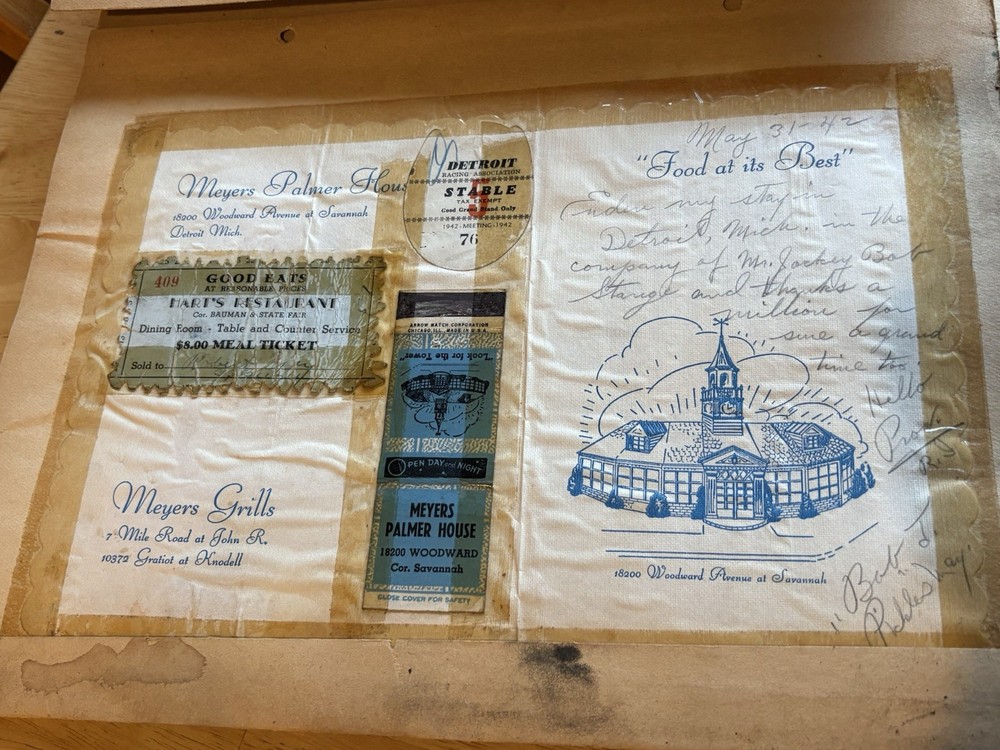 Meyers Palmer Hous
18200 Woodward Avenue at Savannah
Detroit Mich.
DETROIT
RACING ASSOCIATION
STABLE
TAX EXEMPT
Good Grand Stand Only
1942-MEETING-1942
76
409
GOOD EATS
AT REASONABLE PRICES
HART'S RESTAURANT
Cor. BAUMAN & STATE FAIR
Dining Room - Table and Counter Service
$8.00 MEAL TICKET
Sold to
ARROW MATCH CORPORATION
CHICAGO, ILL. MADE IN U.S.A.
"Look for the Tower"
OPEN DAY and NIGHT
MEYERS
PALMER HOUSE
18200 WOODWARD
Cor. Savannah
CLOSE COVER FOR SAFETY
Meyers Grills
7 Mile Road at John R.
10372 Gratiot at Knodell
May 31-42
"Food at its Best"
my stay in
Detroit, Mich. in the
company of Mr. Jockey Bob
Stange and thanks a
million for
sure a grand
time too
Hello
18200 Woodward Avenue at Savannah
"Bob